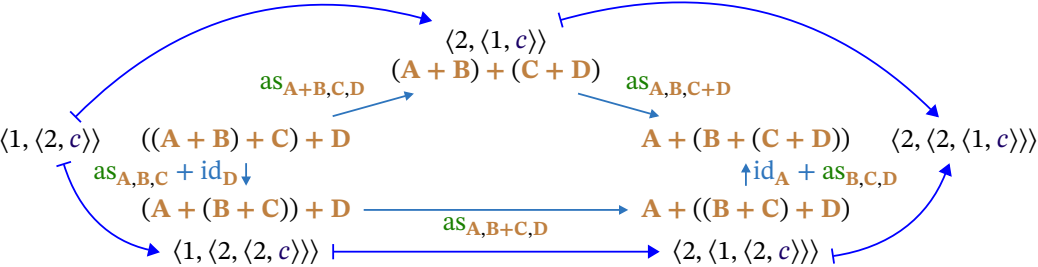 ⟨2, ⟨1, c⟩⟩
(A + B) + (C + D)
as_{A+B,C,D}
as_{A,B,C+D}
⟨1, ⟨2, c⟩⟩ ((A + B) + C) + D
A + (B + (C + D)) ⟨2, ⟨2, ⟨1, c⟩⟩⟩
as_{A,B,C} + id_D
id_A + as_{B,C,D}
(A + (B + C)) + D
A + ((B + C) + D)
as_{A,B+C,D}
⟨1, ⟨2, ⟨2, c⟩⟩⟩
⟨2, ⟨1, ⟨2, c⟩⟩⟩